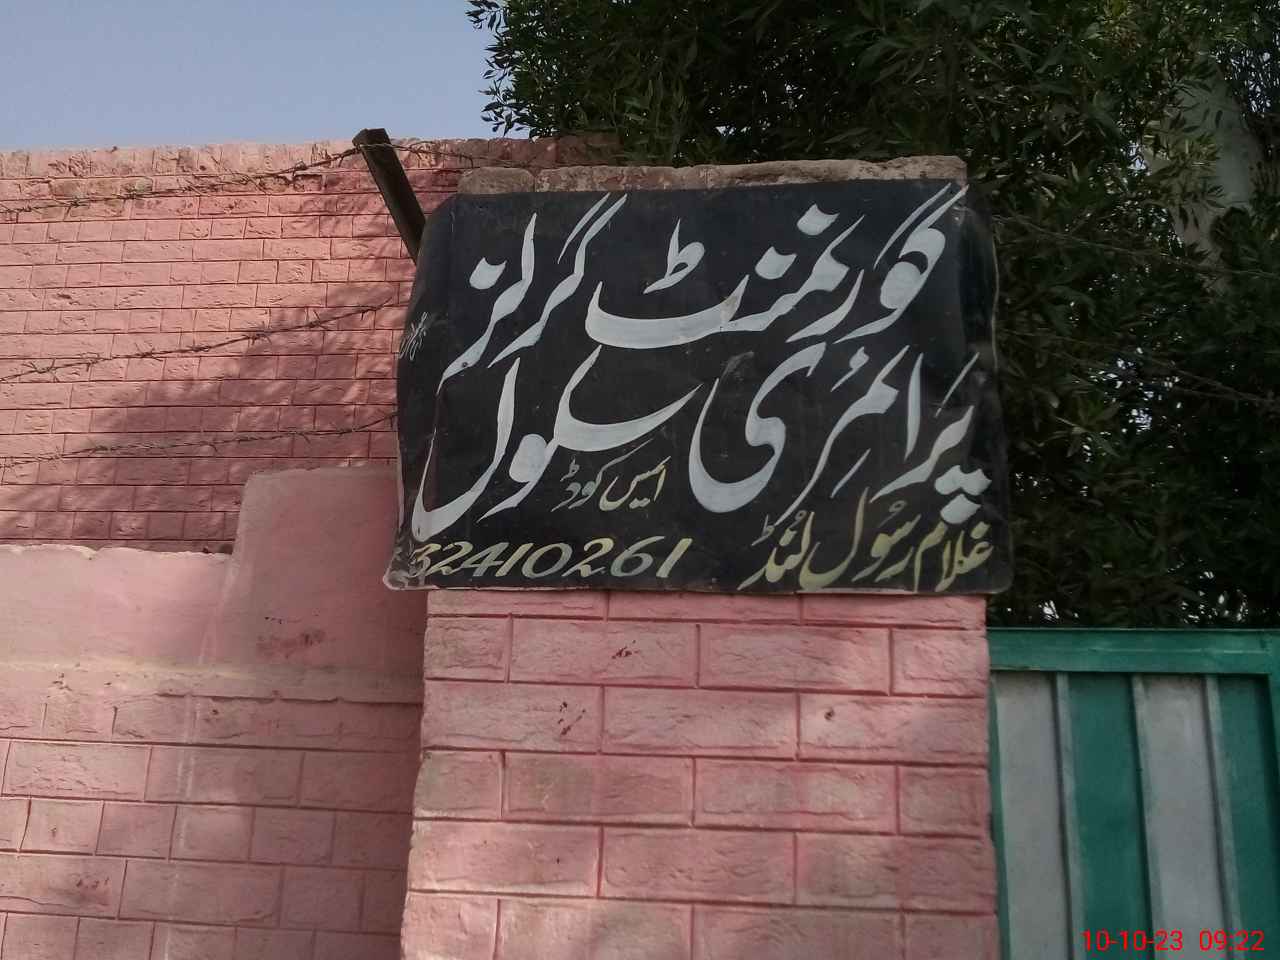 گورنمنٹ گرلز
پرائمری سکول
ایس کوڈ
غلام رسول لنڈ
32410261
10-10-23 09:22